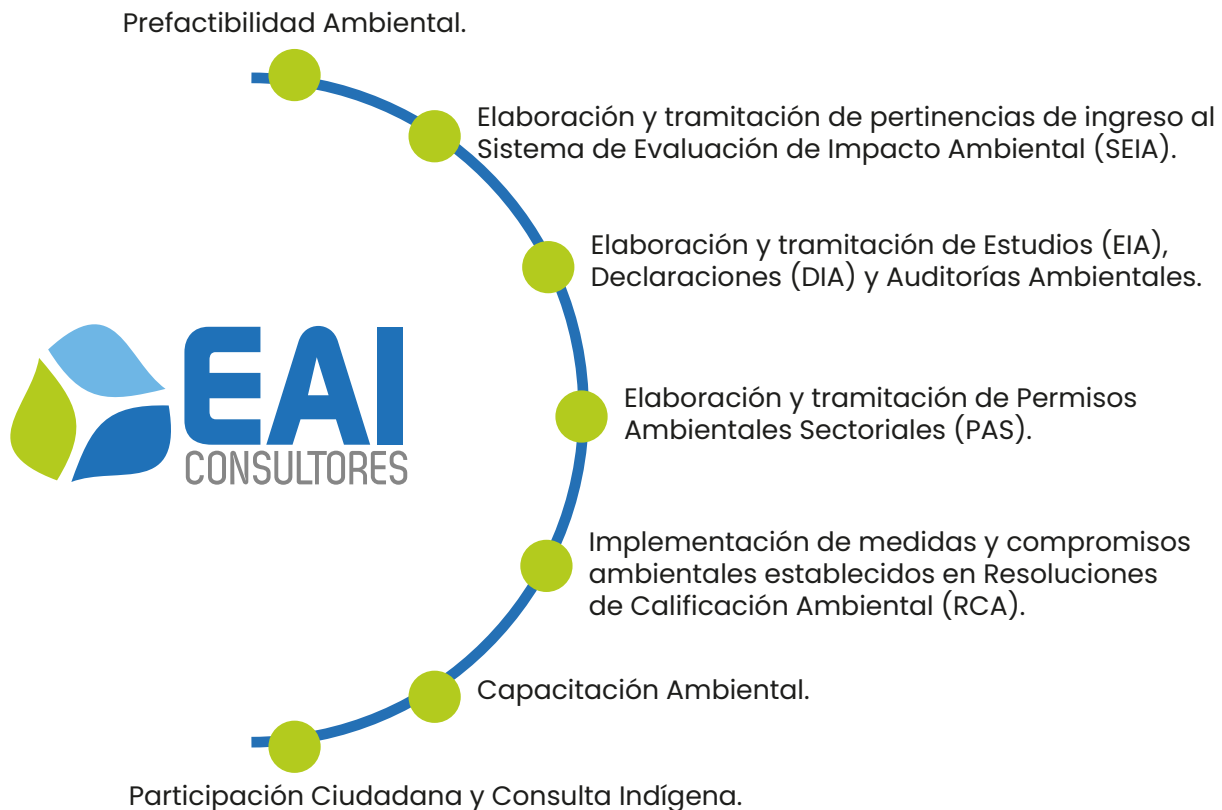 Prefactibilidad Ambiental.
Elaboración y tramitación de pertinencias de ingreso al
Sistema de Evaluación de Impacto Ambiental (SEIA).
Elaboración y tramitación de Estudios (EIA),
Declaraciones (DIA) y Auditorías Ambientales.
EAI
CONSULTORES
Elaboración y tramitación de Permisos
Ambientales Sectoriales (PAS).
Implementación de medidas y compromisos
ambientales establecidos en Resoluciones
de Calificación Ambiental (RCA).
Capacitación Ambiental.
Participación Ciudadana y Consulta Indígena.